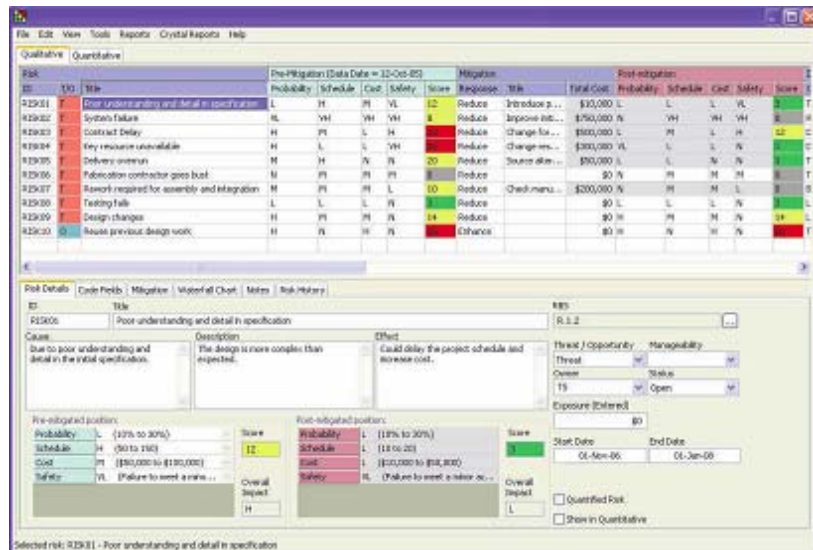 File Edit View Tools Reports Crystal Reports Help
Qualitative Quantitative
Risk Pre-Mitigation (Data Date = 12-Oct-05) Mitigation Post-mitigation
ID T/O Title Probability Schedule Cost Safety Score Response Title Total Cost Probability Schedule Cost Safety Score
RISK01 T Poor understanding and detail in specification L H M VL 12 Reduce Introduce p... $10,000 L L L VL 3
RISK02 T System failure VH VH VH Reduce Improve initi... $750,000 N VH VH VH
RISK03 T Contract Delay H M L H Reduce Change for... $500,000 L M L H 12
RISK04 T Key resource unavailable H L L VH Reduce Change res... $300,000 VL L L N
RISK05 T Delivery overrun M H N N 20 Reduce Source alter... $50,000 L L N N
RISK06 T Fabrication contractor goes bust N M M M Reduce $0 N M M M
RISK07 T Rework required for assembly and integration M M M L 10 Reduce Check manu... $200,000 N M M L
RISK08 T Testing fails L L L N Reduce $0 L L L N
RISK09 T Design changes H M M N 14 Reduce $0 H M M N 14
RISK10 O Reuse previous design work H N H N Enhance $0 H N H N
Risk Details Code Fields Mitigation Waterfall Chart Notes Risk History
ID Title RBS
RISK01 Poor understanding and detail in specification R.1.2 ...
Cause Description Effect
Due to poor understanding and The design is more complex than Could delay the project schedule and
detail in the initial specification. expected. increase cost.
Threat / Opportunity Manageability
Threat
Owner Status
TS Open
Exposure (Entered)
$0
Pre-mitigated position: Post-mitigated position:
Probability L (10% to 30%) Score Probability L (10% to 30%) Score
Schedule H (50 to 150) 12 Schedule L (10 to 20) 3
Cost M ($50,000 to $100,000) Cost L ($10,000 to $50,000)
Safety VL (Failure to meet a mino... Safety VL (Failure to meet a minor ac...
Overall Overall
Impact Impact
H L
Start Date End Date
01-Nov-06 01-Jan-08
Quantified Risk
Show in Quantitative
Selected risk: RISK01 - Poor understanding and detail in specification